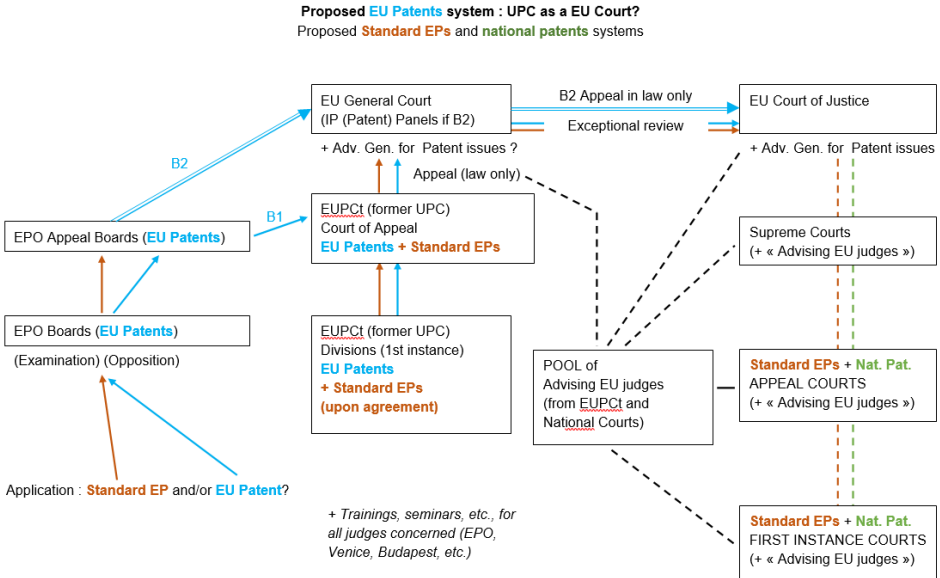 Proposed EU Patents system : UPC as a EU Court?
Proposed Standard EPs and national patents systems
EU General Court
(IP (Patent) Panels if B2)
B2 Appeal in law only
Exceptional review
EU Court of Justice
+ Adv. Gen. for Patent issues ?
+ Adv. Gen. for Patent issues
B2
Appeal (law only)
EPO Appeal Boards (EU Patents)
B1
EUPCt (former UPC)
Court of Appeal
EU Patents + Standard EPs
Supreme Courts
(+ « Advising EU judges »)
EPO Boards (EU Patents)
(Examination) (Opposition)
EUPCt (former UPC)
Divisions (1st instance)
EU Patents
+ Standard EPs
(upon agreement)
POOL of
Advising EU judges
(from EUPCt and
National Courts)
Standard EPs + Nat. Pat.
APPEAL COURTS
(+ « Advising EU judges »)
Application : Standard EP and/or EU Patent?
+ Trainings, seminars, etc., for
all judges concerned (EPO,
Venice, Budapest, etc.)
Standard EPs + Nat. Pat.
FIRST INSTANCE COURTS
(+ « Advising EU judges »)